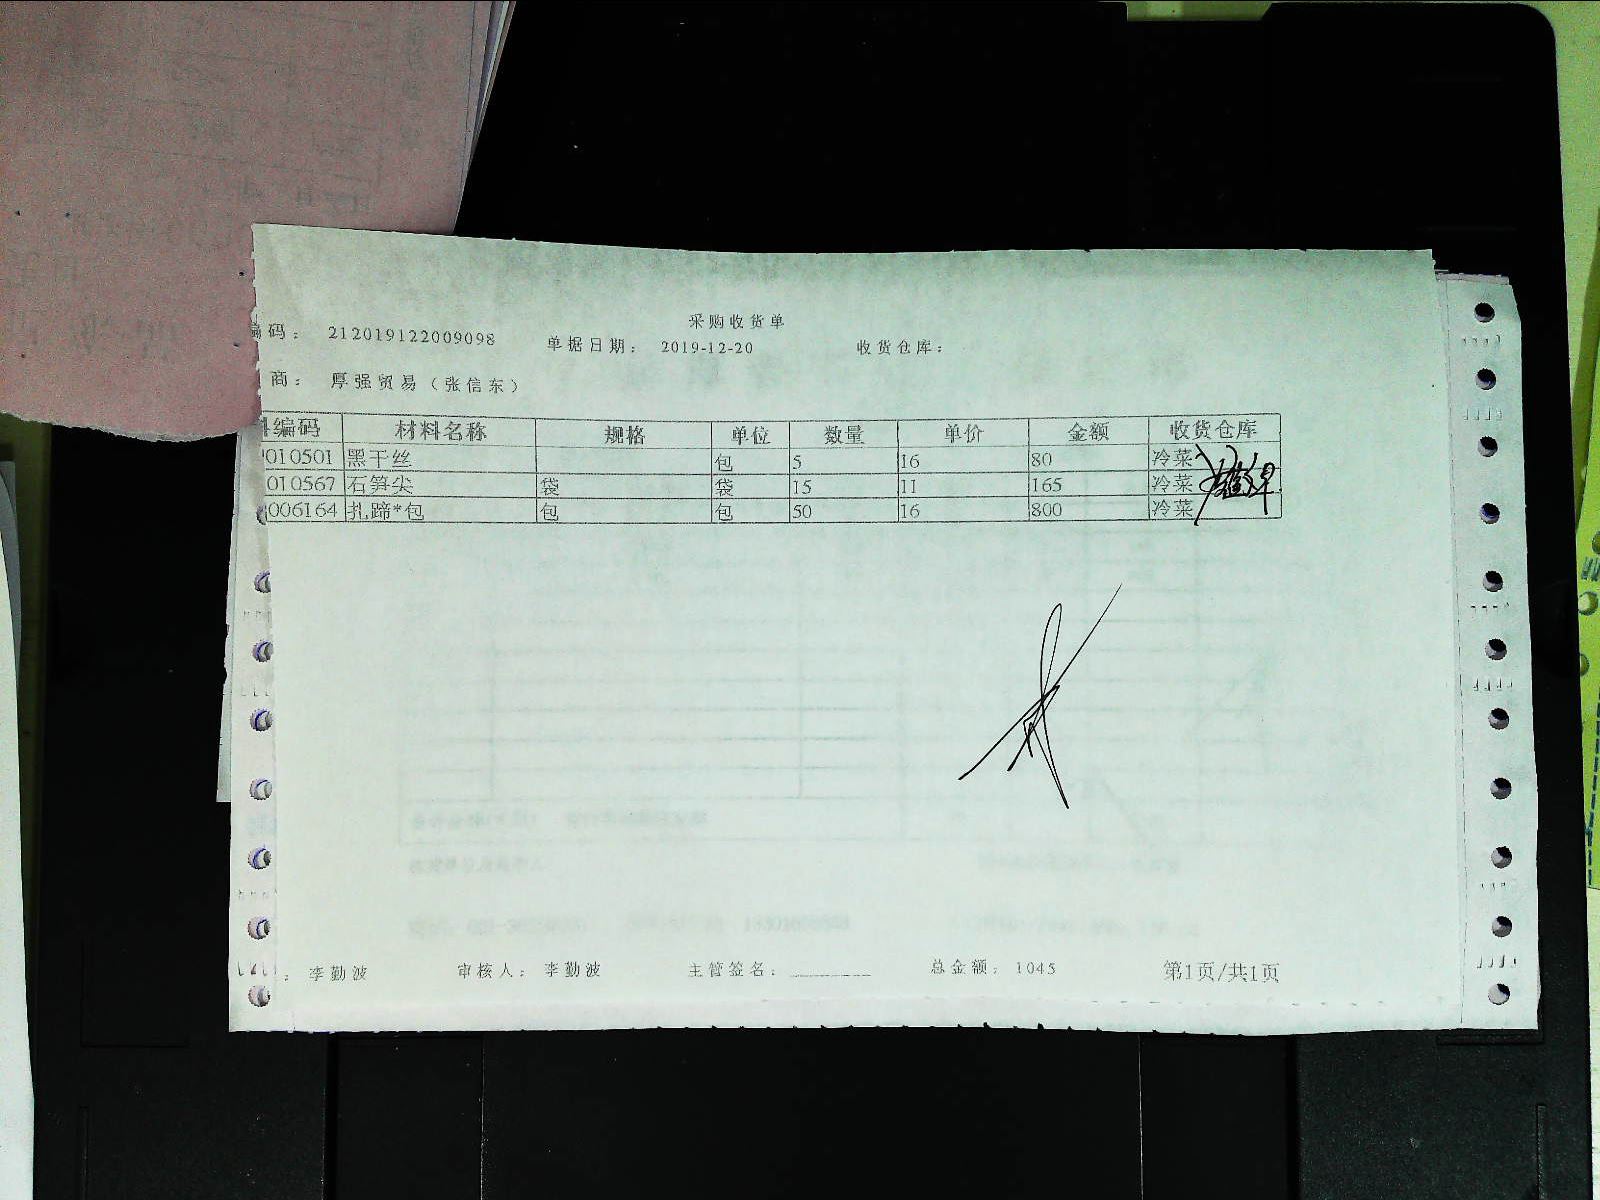 采购收货单
编码： 212019122009098 单据日期： 2019-12-20 收货仓库：
商： 厚强贸易（张信东）
编码 材料名称 规格 单位 数量 单价 金额 收货仓库
010501 黑干丝 包 5 16 80 冷菜
010567 石笋尖 袋 袋 15 11 165 冷菜
006164 扎蹄*包 包 包 50 16 800 冷菜
： 李勤波 审核人： 李勤波 主管签名：________ 总金额： 1045 第1页/共1页